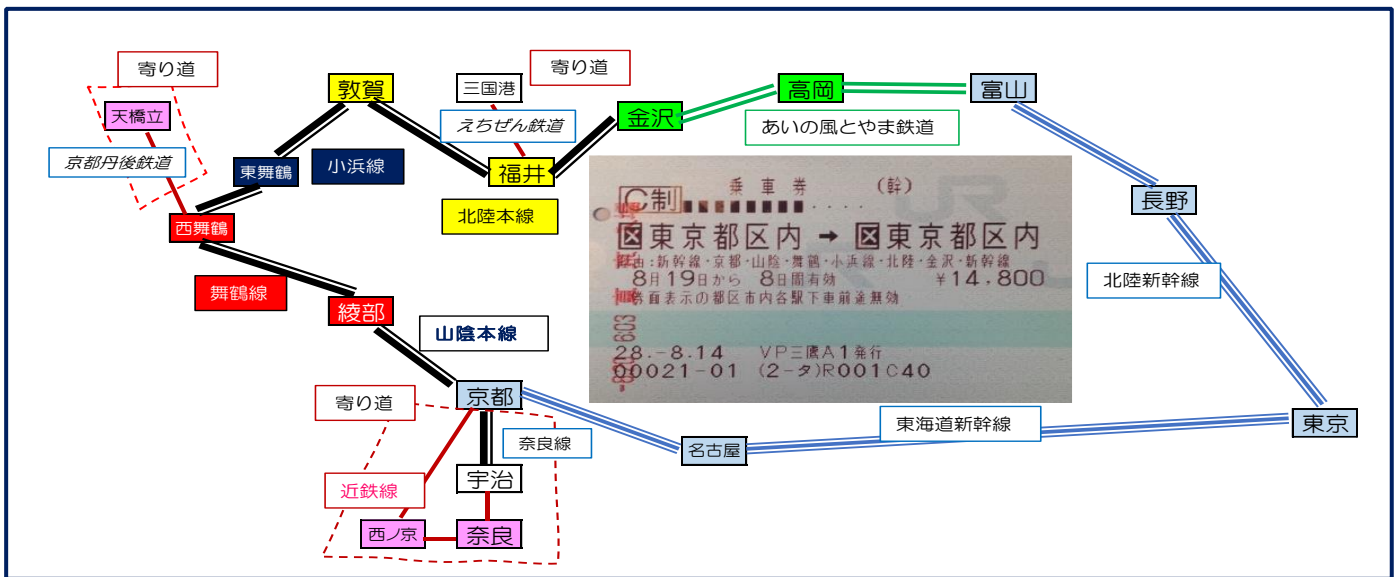 寄り道
天橋立
京都丹後鉄道
敦賀
三国港
寄り道
えちぜん鉄道
金沢
高岡
富山
あいの風とやま鉄道
東舞鶴
小浜線
福井
北陸本線
西舞鶴
舞鶴線
綾部
山陰本線
長野
北陸新幹線
東京
東海道新幹線
名古屋
京都
寄り道
奈良線
宇治
近鉄線
西ノ京
奈良
C制 乗車券 (幹)
区東京都区内 → 区東京都区内
経由:新幹線・京都・山陰・舞鶴・小浜線・北陸・金沢・新幹線
8月19日から 8日間有効 ¥14,800
券面表示の都区市内各駅下車前途無効
28.-8.14 VP三鷹A1発行
00021-01 (2-タ)R001C40